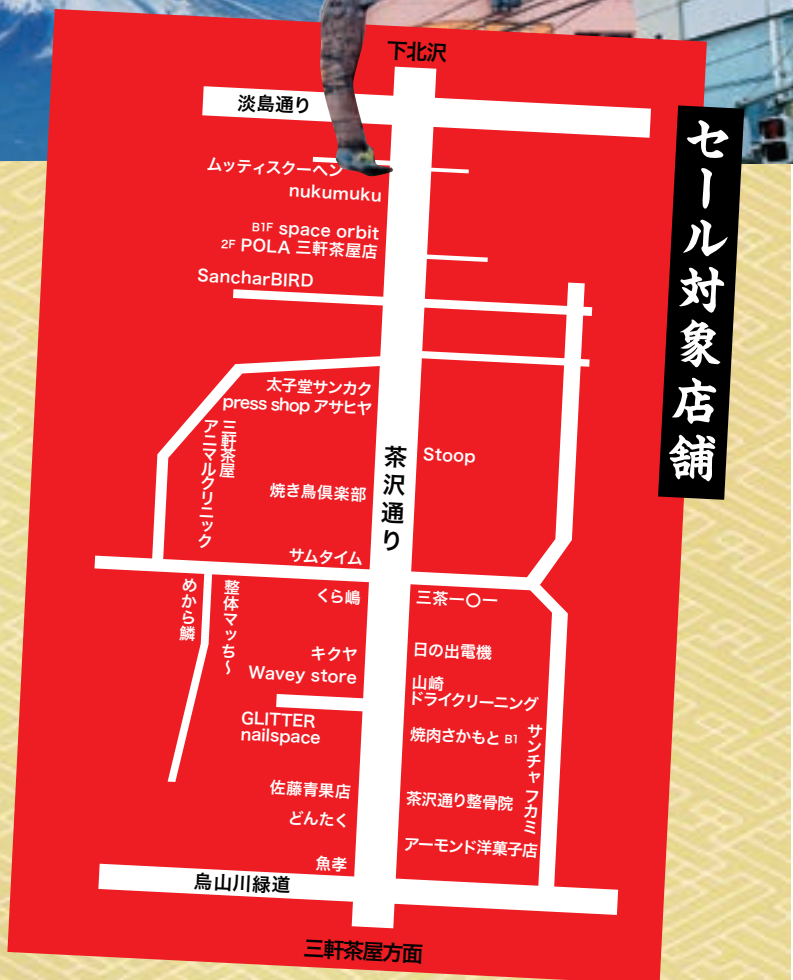 下北沢
淡島通り
セール対象店舗
ムッティスクーヘン
nukumuku
B1F space orbit
2F POLA 三軒茶屋店
SancharBIRD
太子堂サンカク
press shop アサヒヤ
三軒茶屋
アニマルクリニック
茶沢通り
Stoop
焼き鳥倶楽部
サムタイム
めから鱗
整体マッち〜
くら嶋
三茶一〇一
キクヤ
日の出電機
Wavey store
山崎
ドライクリーニング
GLITTER
nailspace
焼肉さかもと B1
サンチャ フカミ
佐藤青果店
茶沢通り整骨院
どんたく
アーモンド洋菓子店
魚孝
烏山川緑道
三軒茶屋方面